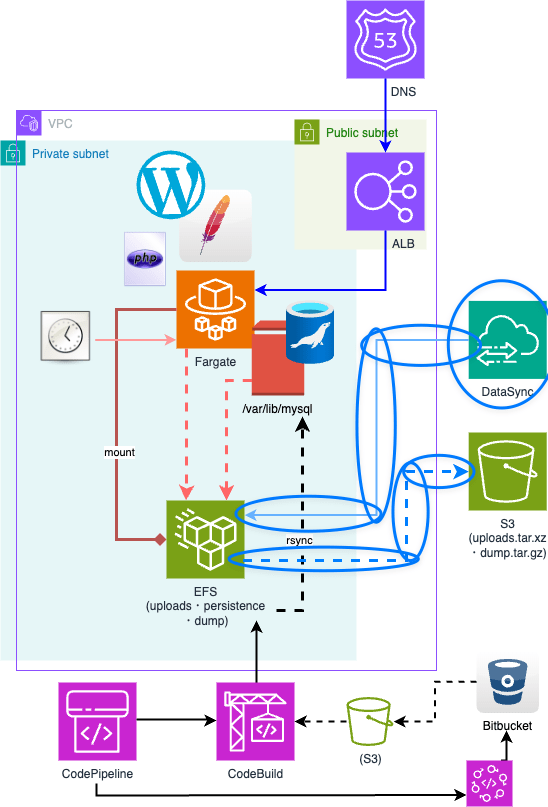 53
DNS
VPC
Public subnet
Private subnet
ALB
php
Fargate
/var/lib/mysql
DataSync
mount
rsync
S3
(uploads.tar.xz
・dump.tar.gz)
EFS
(uploads・persistence
・dump)
Bitbucket
CodePipeline
CodeBuild
(S3)